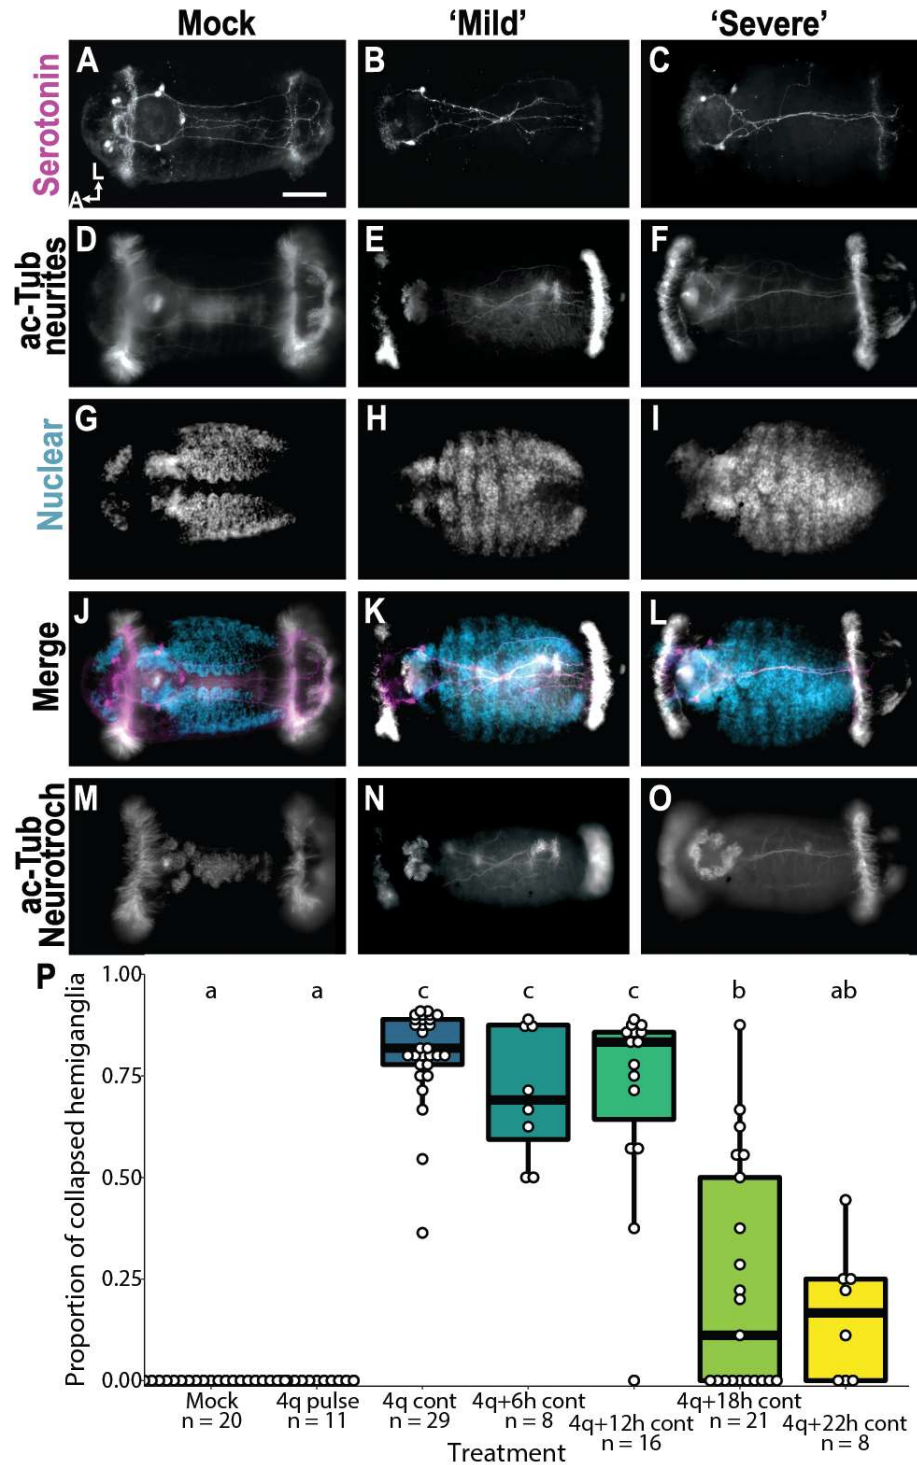 Mock ‘Mild’ ‘Severe’
Serotonin
A B C
L
A
ac-Tub
neurites
D E F
Nuclear
G H I
Merge
J K L
ac-Tub
Neurotroch
M N O
P
Proportion of collapsed hemiganglia
1.00
0.75
0.50
0.25
0.00
a a c c c b ab
Mock 4q pulse 4q cont 4q+6h cont 4q+12h cont 4q+18h cont 4q+22h cont
n = 20 n = 11 n = 29 n = 8 n = 16 n = 21 n = 8
Treatment